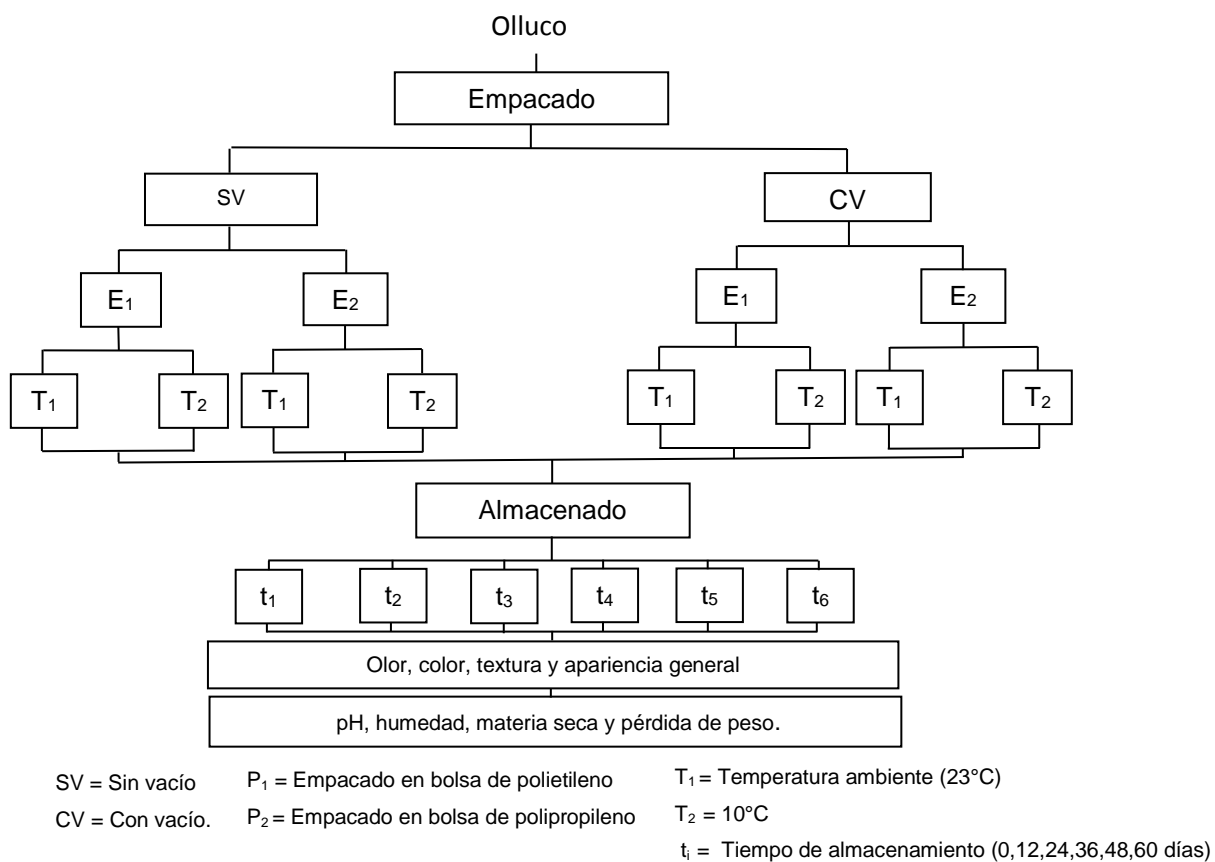 Olluco
Empacado
SV CV
E₁ E₂ E₁ E₂
T₁ T₂ T₁ T₂ T₁ T₂ T₁ T₂
Almacenado
t₁ t₂ t₃ t₄ t₅ t₆
Olor, color, textura y apariencia general
pH, humedad, materia seca y pérdida de peso.
SV = Sin vacío P₁ = Empacado en bolsa de polietileno T₁ = Temperatura ambiente (23°C)
CV = Con vacío. P₂ = Empacado en bolsa de polipropileno T₂ = 10°C
tᵢ = Tiempo de almacenamiento (0,12,24,36,48,60 días)